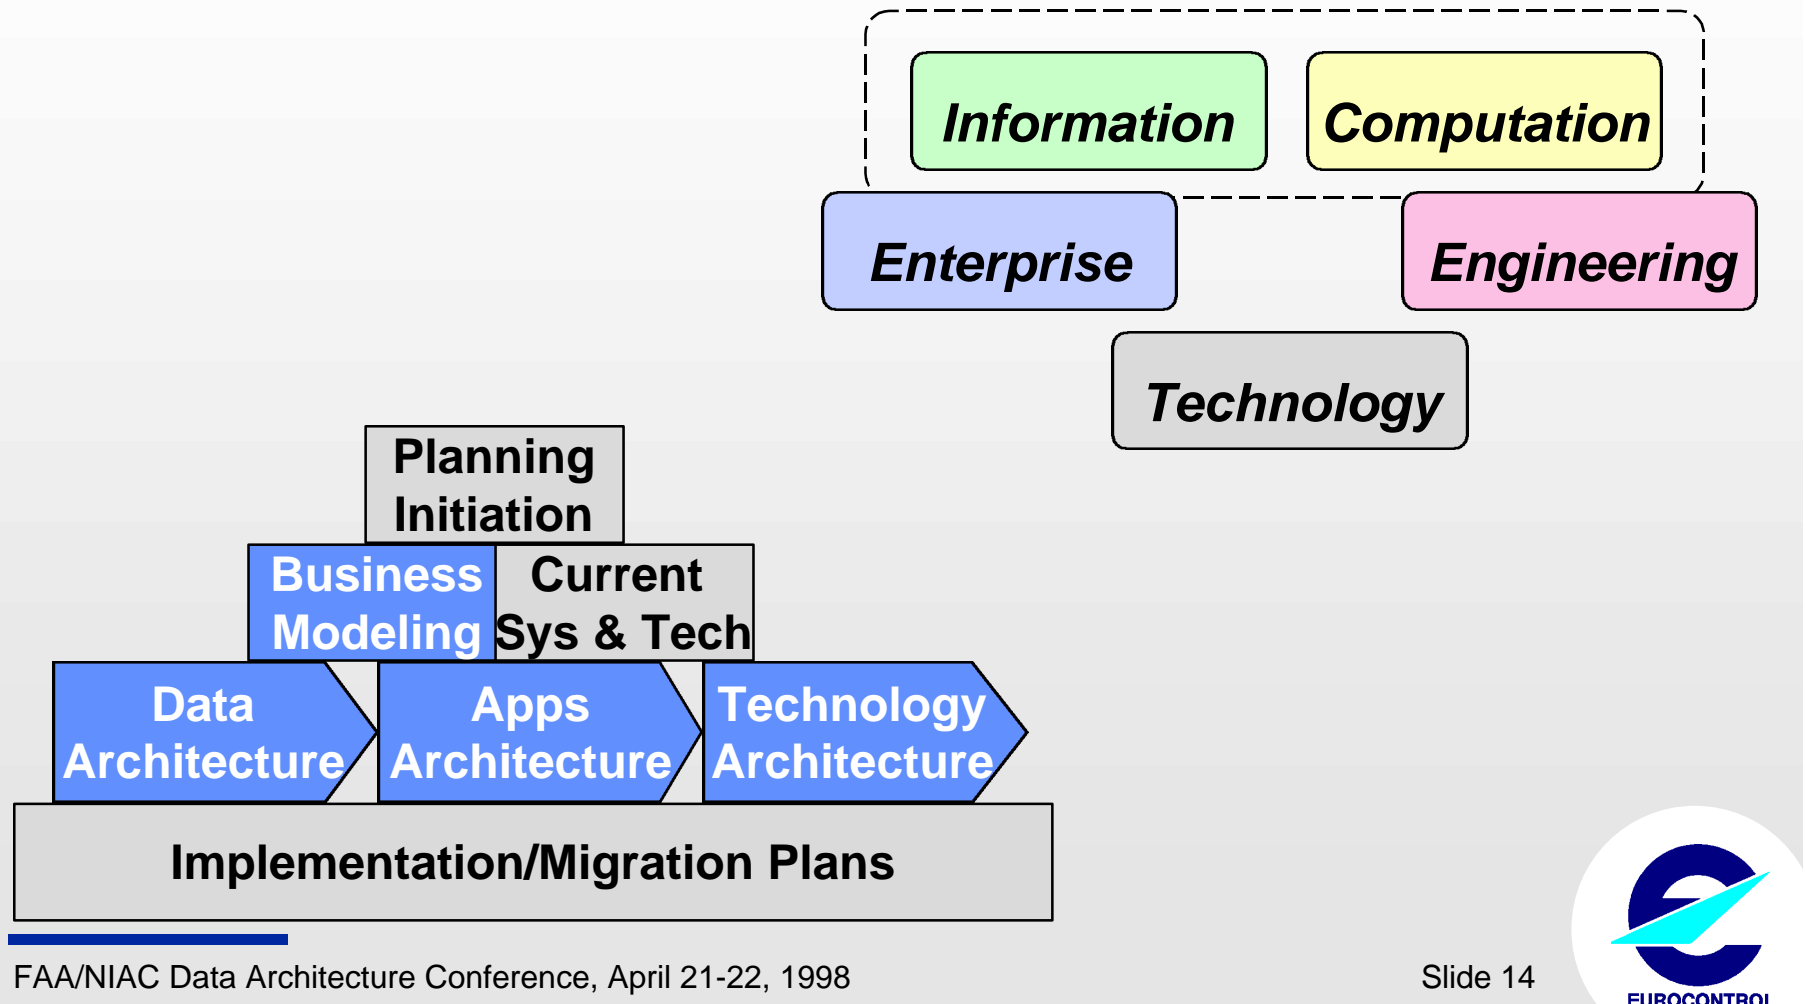 Information
Computation
Enterprise
Engineering
Technology
Planning
Initiation
Business
Modeling
Current
Sys & Tech
Data
Architecture
Apps
Architecture
Technology
Architecture
Implementation/Migration Plans
FAA/NIAC Data Architecture Conference, April 21-22, 1998
Slide 14
EUROCONTROL